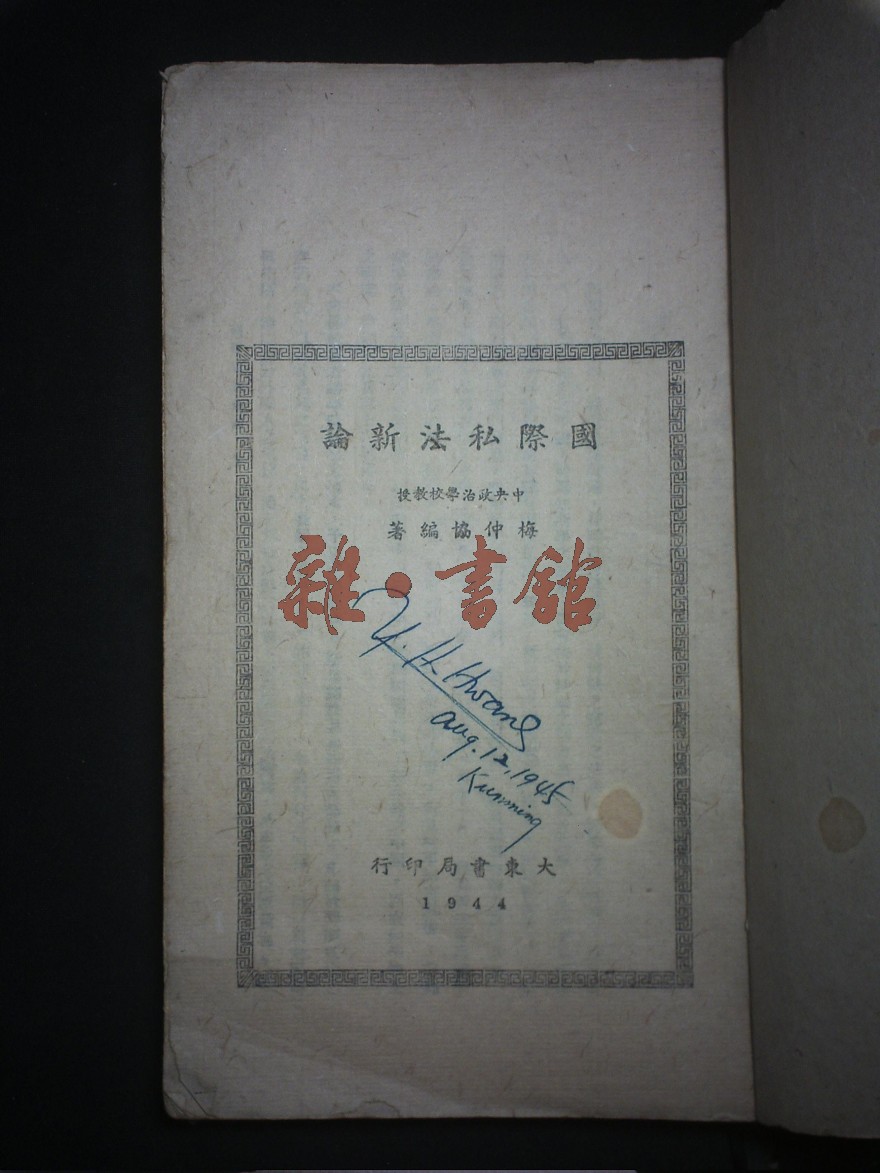 國際私法新論
中央政治學校教授
梅仲協編著
雜·書館
Y. H. Hwang
Aug. 12, 1945
Kunming
大東書局印行
1944